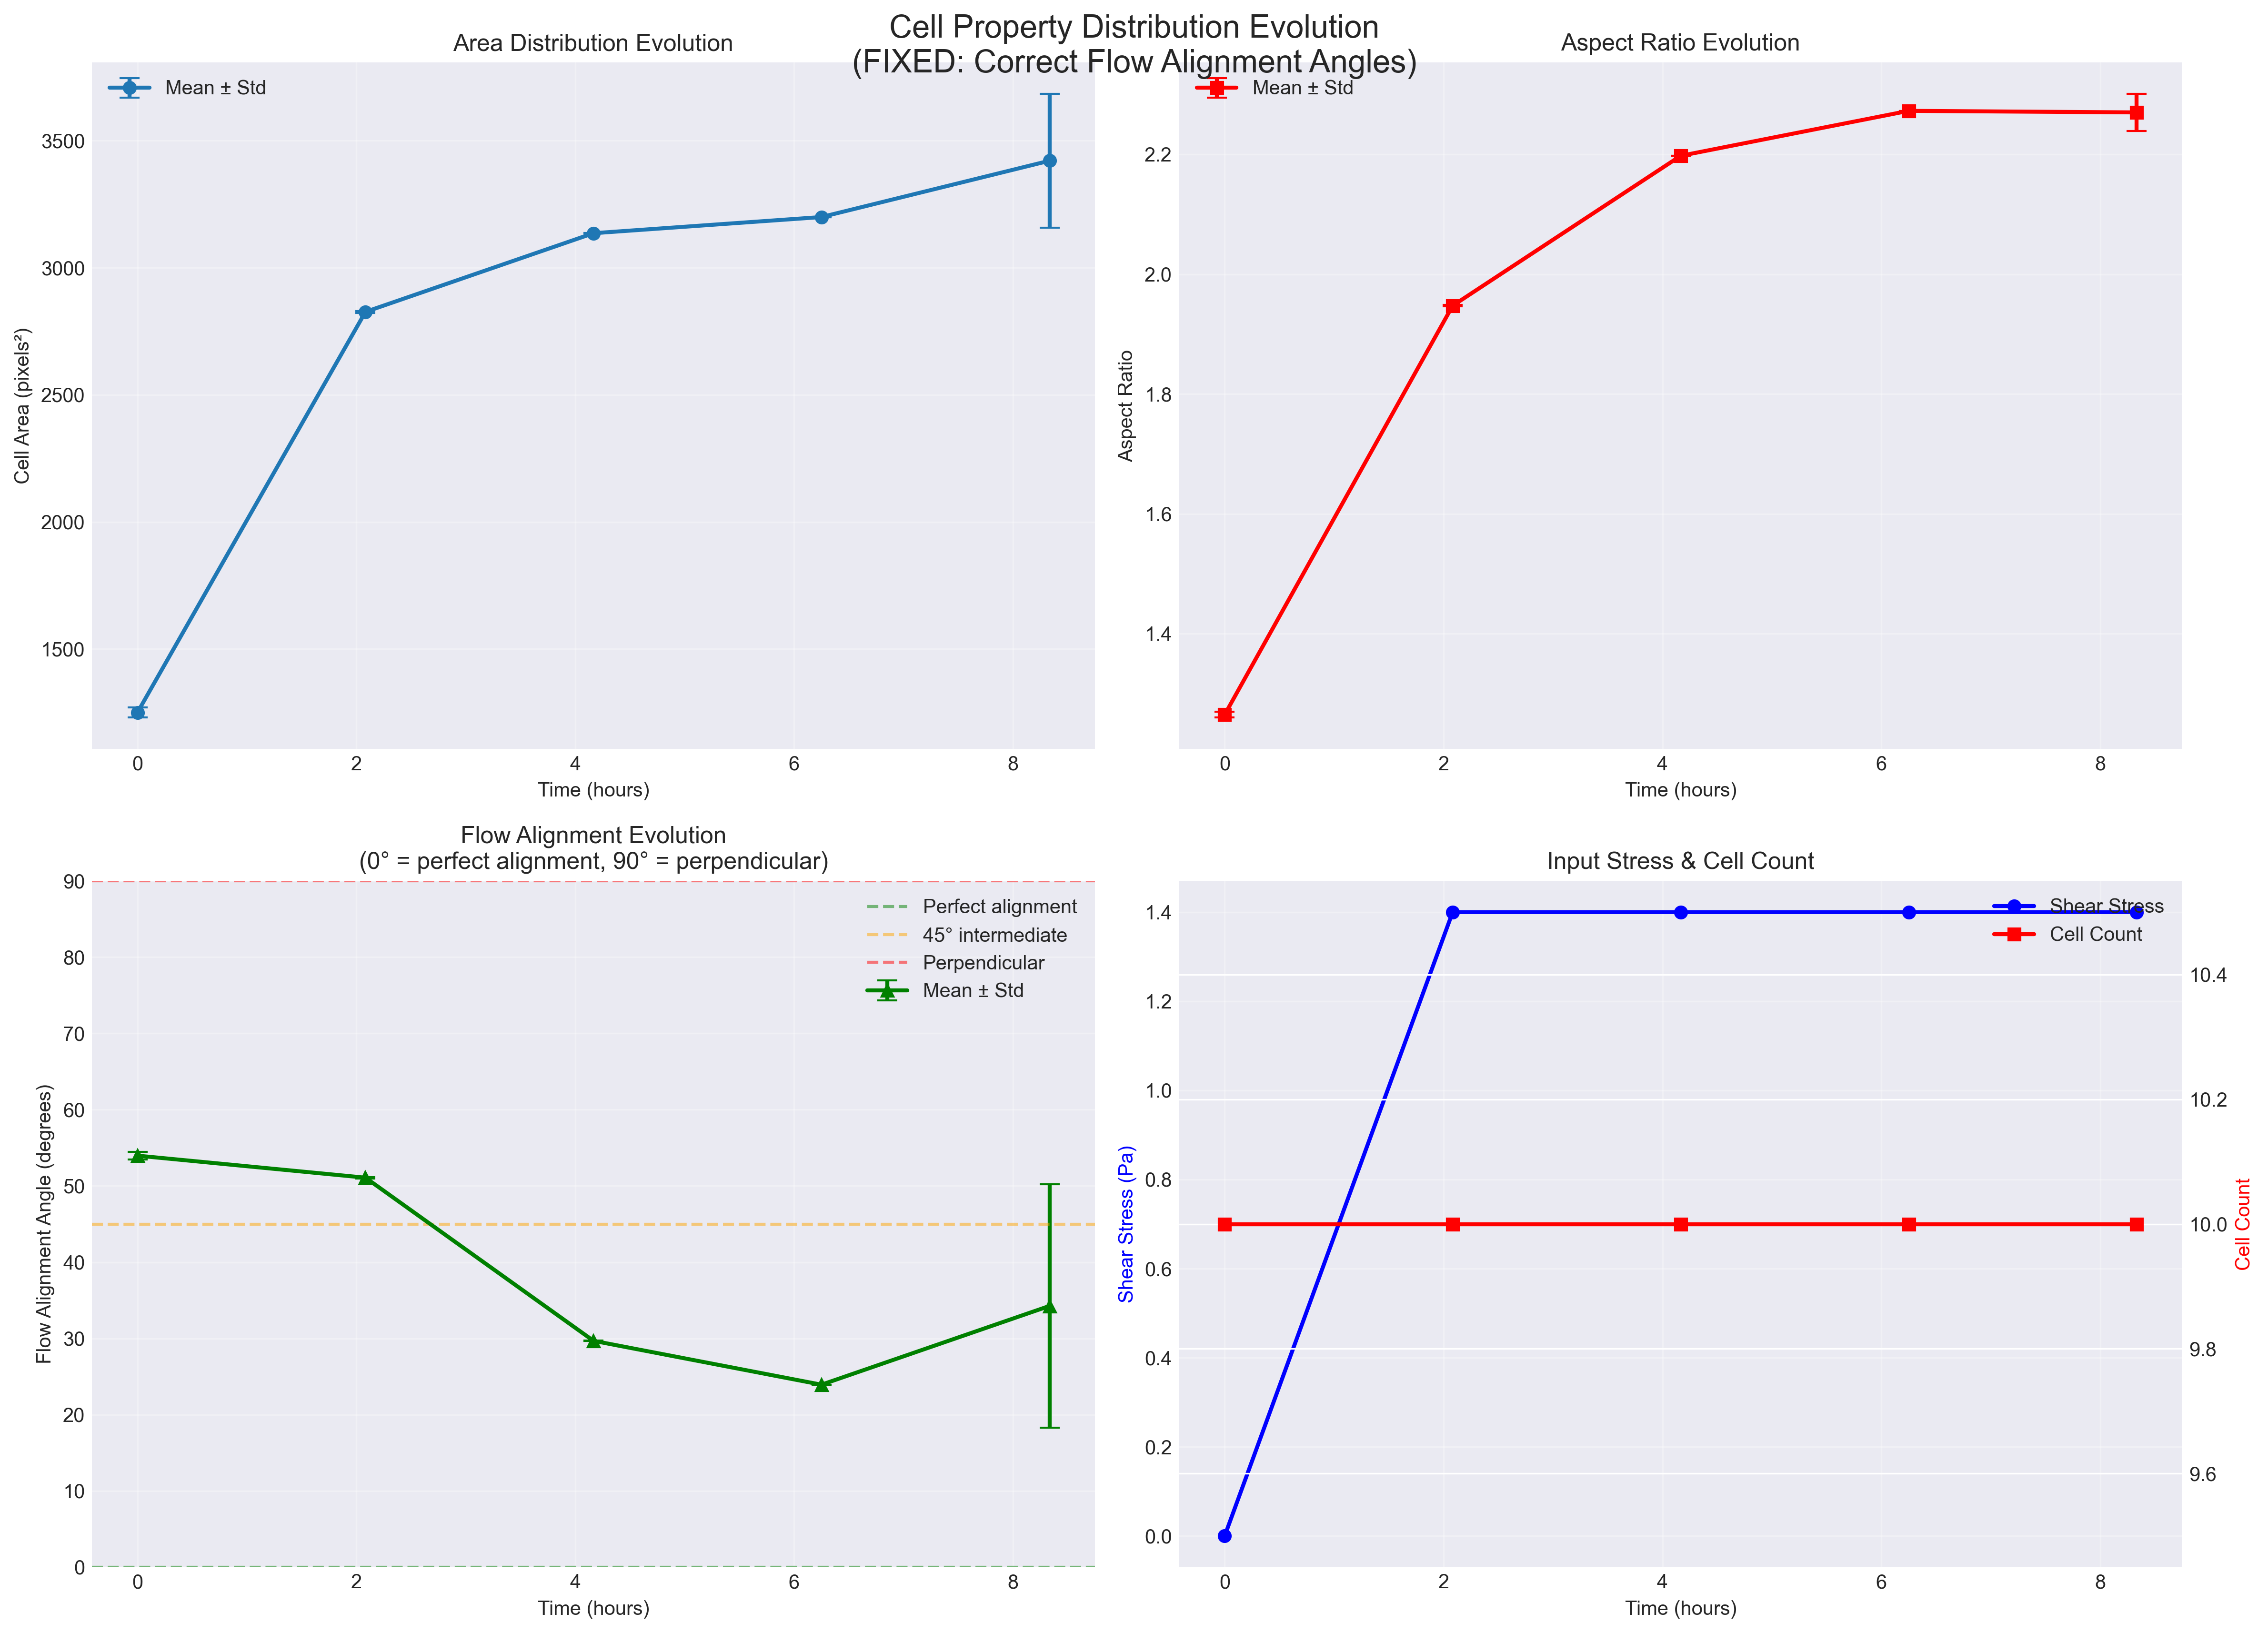 Cell Property Distribution Evolution
(FIXED: Correct Flow Alignment Angles)
Area Distribution Evolution
Mean ± Std
3500
3000
2500
2000
1500
Cell Area (pixels²)
0 2 4 6 8
Time (hours)
Aspect Ratio Evolution
Mean ± Std
2.2
2.0
1.8
1.6
1.4
Aspect Ratio
0 2 4 6 8
Time (hours)
Flow Alignment Evolution
(0° = perfect alignment, 90° = perpendicular)
Perfect alignment
45° intermediate
Perpendicular
Mean ± Std
90
80
70
60
50
40
30
20
10
0
Flow Alignment Angle (degrees)
0 2 4 6 8
Time (hours)
Input Stress & Cell Count
Shear Stress
Cell Count
1.4
1.2
1.0
0.8
0.6
0.4
0.2
0.0
Shear Stress (Pa)
10.4
10.2
10.0
9.8
9.6
Cell Count
0 2 4 6 8
Time (hours)